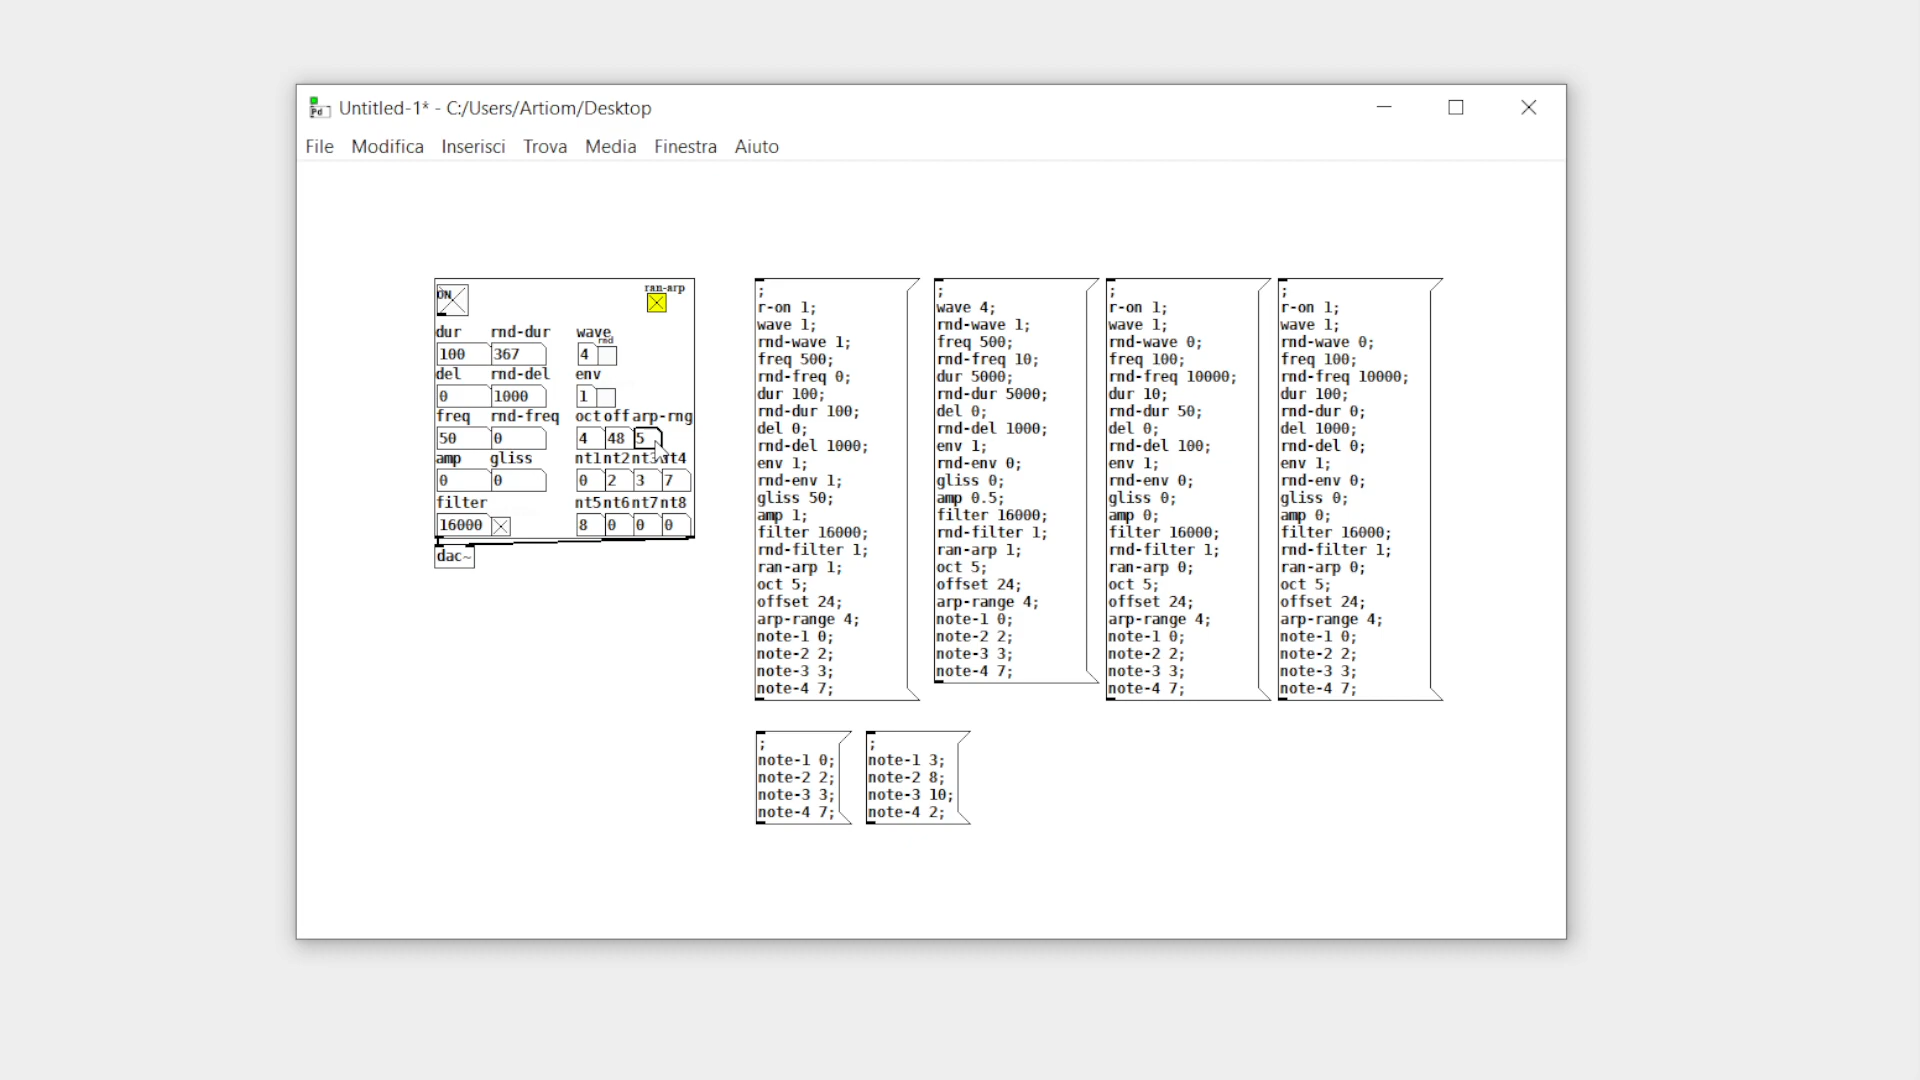 Untitled-1* - C:/Users/Artiom/Desktop
File Modifica Inserisci Trova Media Finestra Aiuto
ON
ran-arp
dur rnd-dur wave
rnd
100 367 4
del rnd-del env
0 1000 1
freq rnd-freq oct off arp-rng
50 0 4 48 5
amp gliss nt1 nt2 nt3 nt4
0 0 0 2 3 7
filter nt5 nt6 nt7 nt8
16000 8 0 0 0
dac~
;
r-on 1;
wave 1;
rnd-wave 1;
freq 500;
rnd-freq 0;
dur 100;
rnd-dur 100;
del 0;
rnd-del 1000;
env 1;
rnd-env 1;
gliss 50;
amp 1;
filter 16000;
rnd-filter 1;
ran-arp 1;
oct 5;
offset 24;
arp-range 4;
note-1 0;
note-2 2;
note-3 3;
note-4 7;
;
wave 4;
rnd-wave 1;
freq 500;
rnd-freq 10;
dur 5000;
rnd-dur 5000;
del 0;
rnd-del 1000;
env 1;
rnd-env 0;
gliss 0;
amp 0.5;
filter 16000;
rnd-filter 1;
ran-arp 1;
oct 5;
offset 24;
arp-range 4;
note-1 0;
note-2 2;
note-3 3;
note-4 7;
;
r-on 1;
wave 1;
rnd-wave 0;
freq 100;
rnd-freq 10000;
dur 10;
rnd-dur 50;
del 0;
rnd-del 100;
env 1;
rnd-env 0;
gliss 0;
amp 0;
filter 16000;
rnd-filter 1;
ran-arp 0;
oct 5;
offset 24;
arp-range 4;
note-1 0;
note-2 2;
note-3 3;
note-4 7;
;
r-on 1;
wave 1;
rnd-wave 0;
freq 100;
rnd-freq 10000;
dur 100;
rnd-dur 0;
del 1000;
rnd-del 0;
env 1;
rnd-env 0;
gliss 0;
amp 0;
filter 16000;
rnd-filter 1;
ran-arp 0;
oct 5;
offset 24;
arp-range 4;
note-1 0;
note-2 2;
note-3 3;
note-4 7;
;
note-1 0;
note-2 2;
note-3 3;
note-4 7;
;
note-1 3;
note-2 8;
note-3 10;
note-4 2;